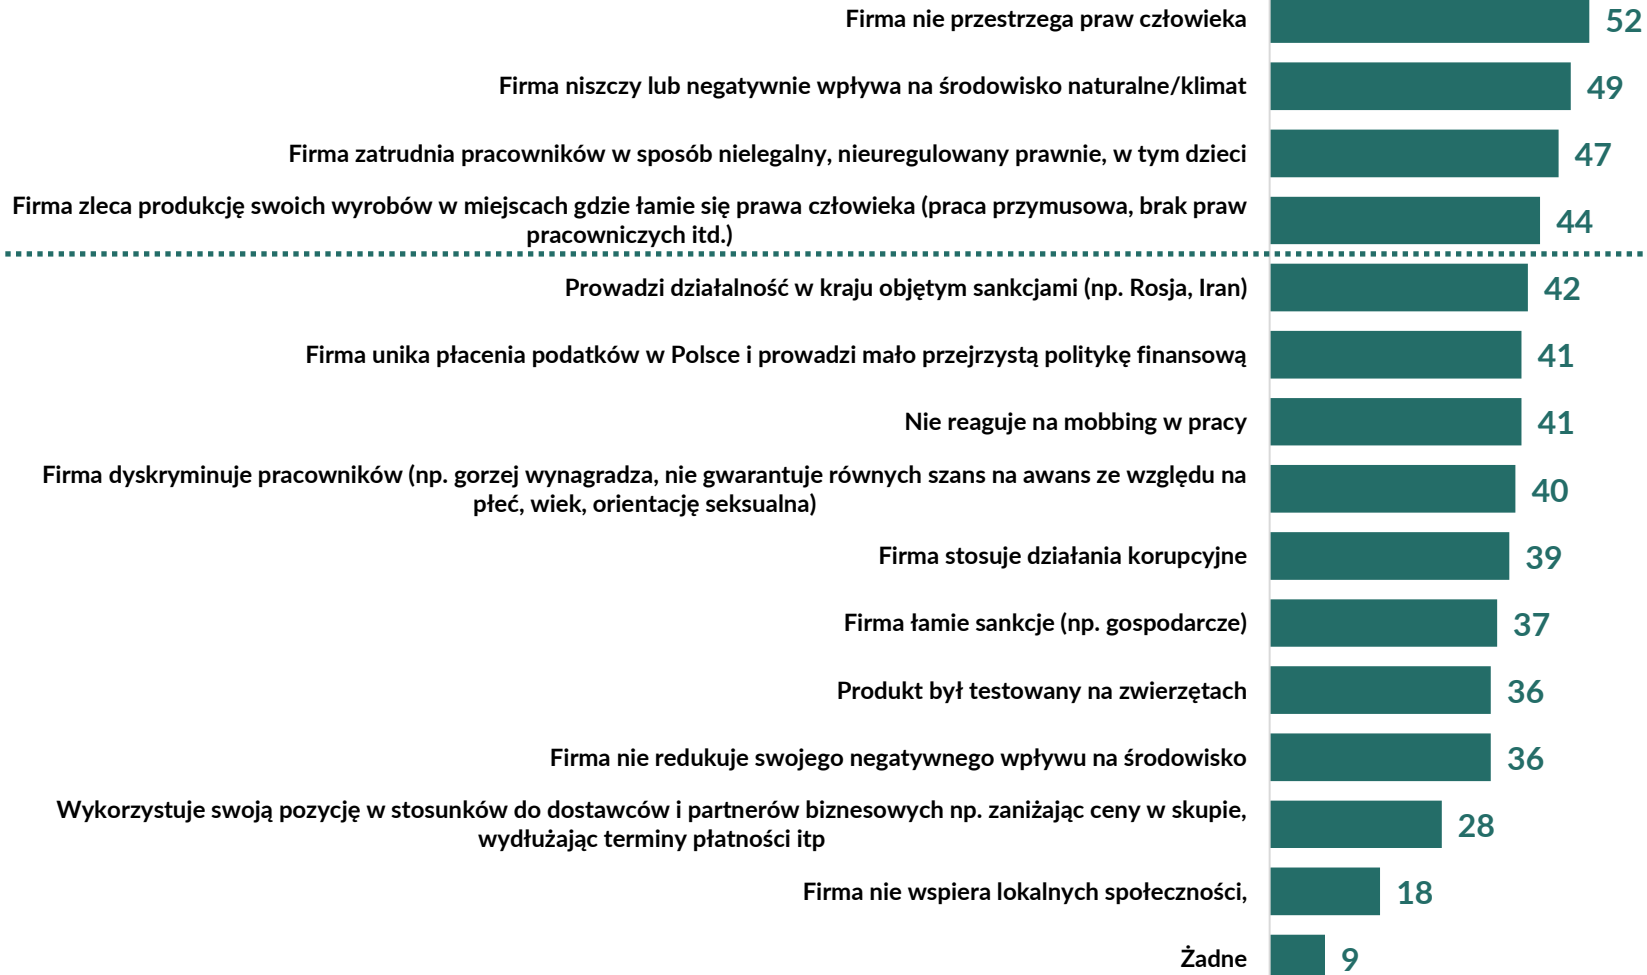 Firma nie przestrzega praw człowieka 52
Firma niszczy lub negatywnie wpływa na środowisko naturalne/klimat 49
Firma zatrudnia pracowników w sposób nielegalny, nieuregulowany prawnie, w tym dzieci 47
Firma zleca produkcję swoich wyrobów w miejscach gdzie łamie się prawa człowieka (praca przymusowa, brak praw
pracowniczych itd.) 44
Prowadzi działalność w kraju objętym sankcjami (np. Rosja, Iran) 42
Firma unika płacenia podatków w Polsce i prowadzi mało przejrzystą politykę finansową 41
Nie reaguje na mobbing w pracy 41
Firma dyskryminuje pracowników (np. gorzej wynagradza, nie gwarantuje równych szans na awans ze względu na
płeć, wiek, orientację seksualna) 40
Firma stosuje działania korupcyjne 39
Firma łamie sankcje (np. gospodarcze) 37
Produkt był testowany na zwierzętach 36
Firma nie redukuje swojego negatywnego wpływu na środowisko 36
Wykorzystuje swoją pozycję w stosunków do dostawców i partnerów biznesowych np. zaniżając ceny w skupie,
wydłużając terminy płatności itp 28
Firma nie wspiera lokalnych społeczności, 18
Żadne 9